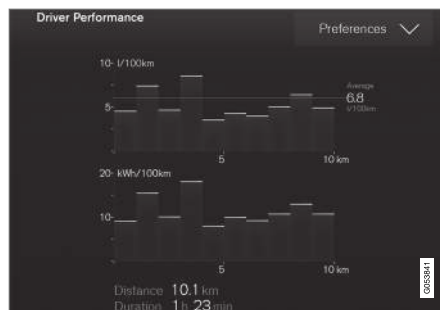 Driver Performance
Preferences
10- l/100km
Average
6.8
l/100km
5-
5
10 km
20- kWh/100km
10-
5
10 km
Distance 10.1 km
Duration 1 h 23 min
G053841